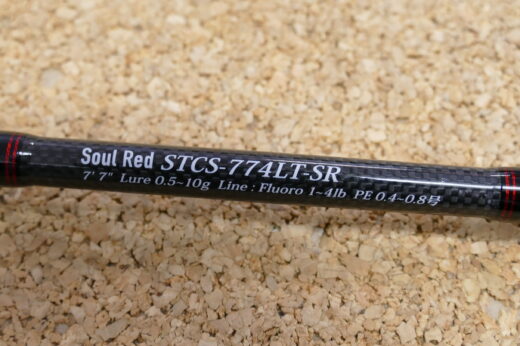 Soul Red STCS-774LT-SR
7' 7" Lure 0.5~10g Line : Fluoro 1~4lb PE 0.4~0.8号